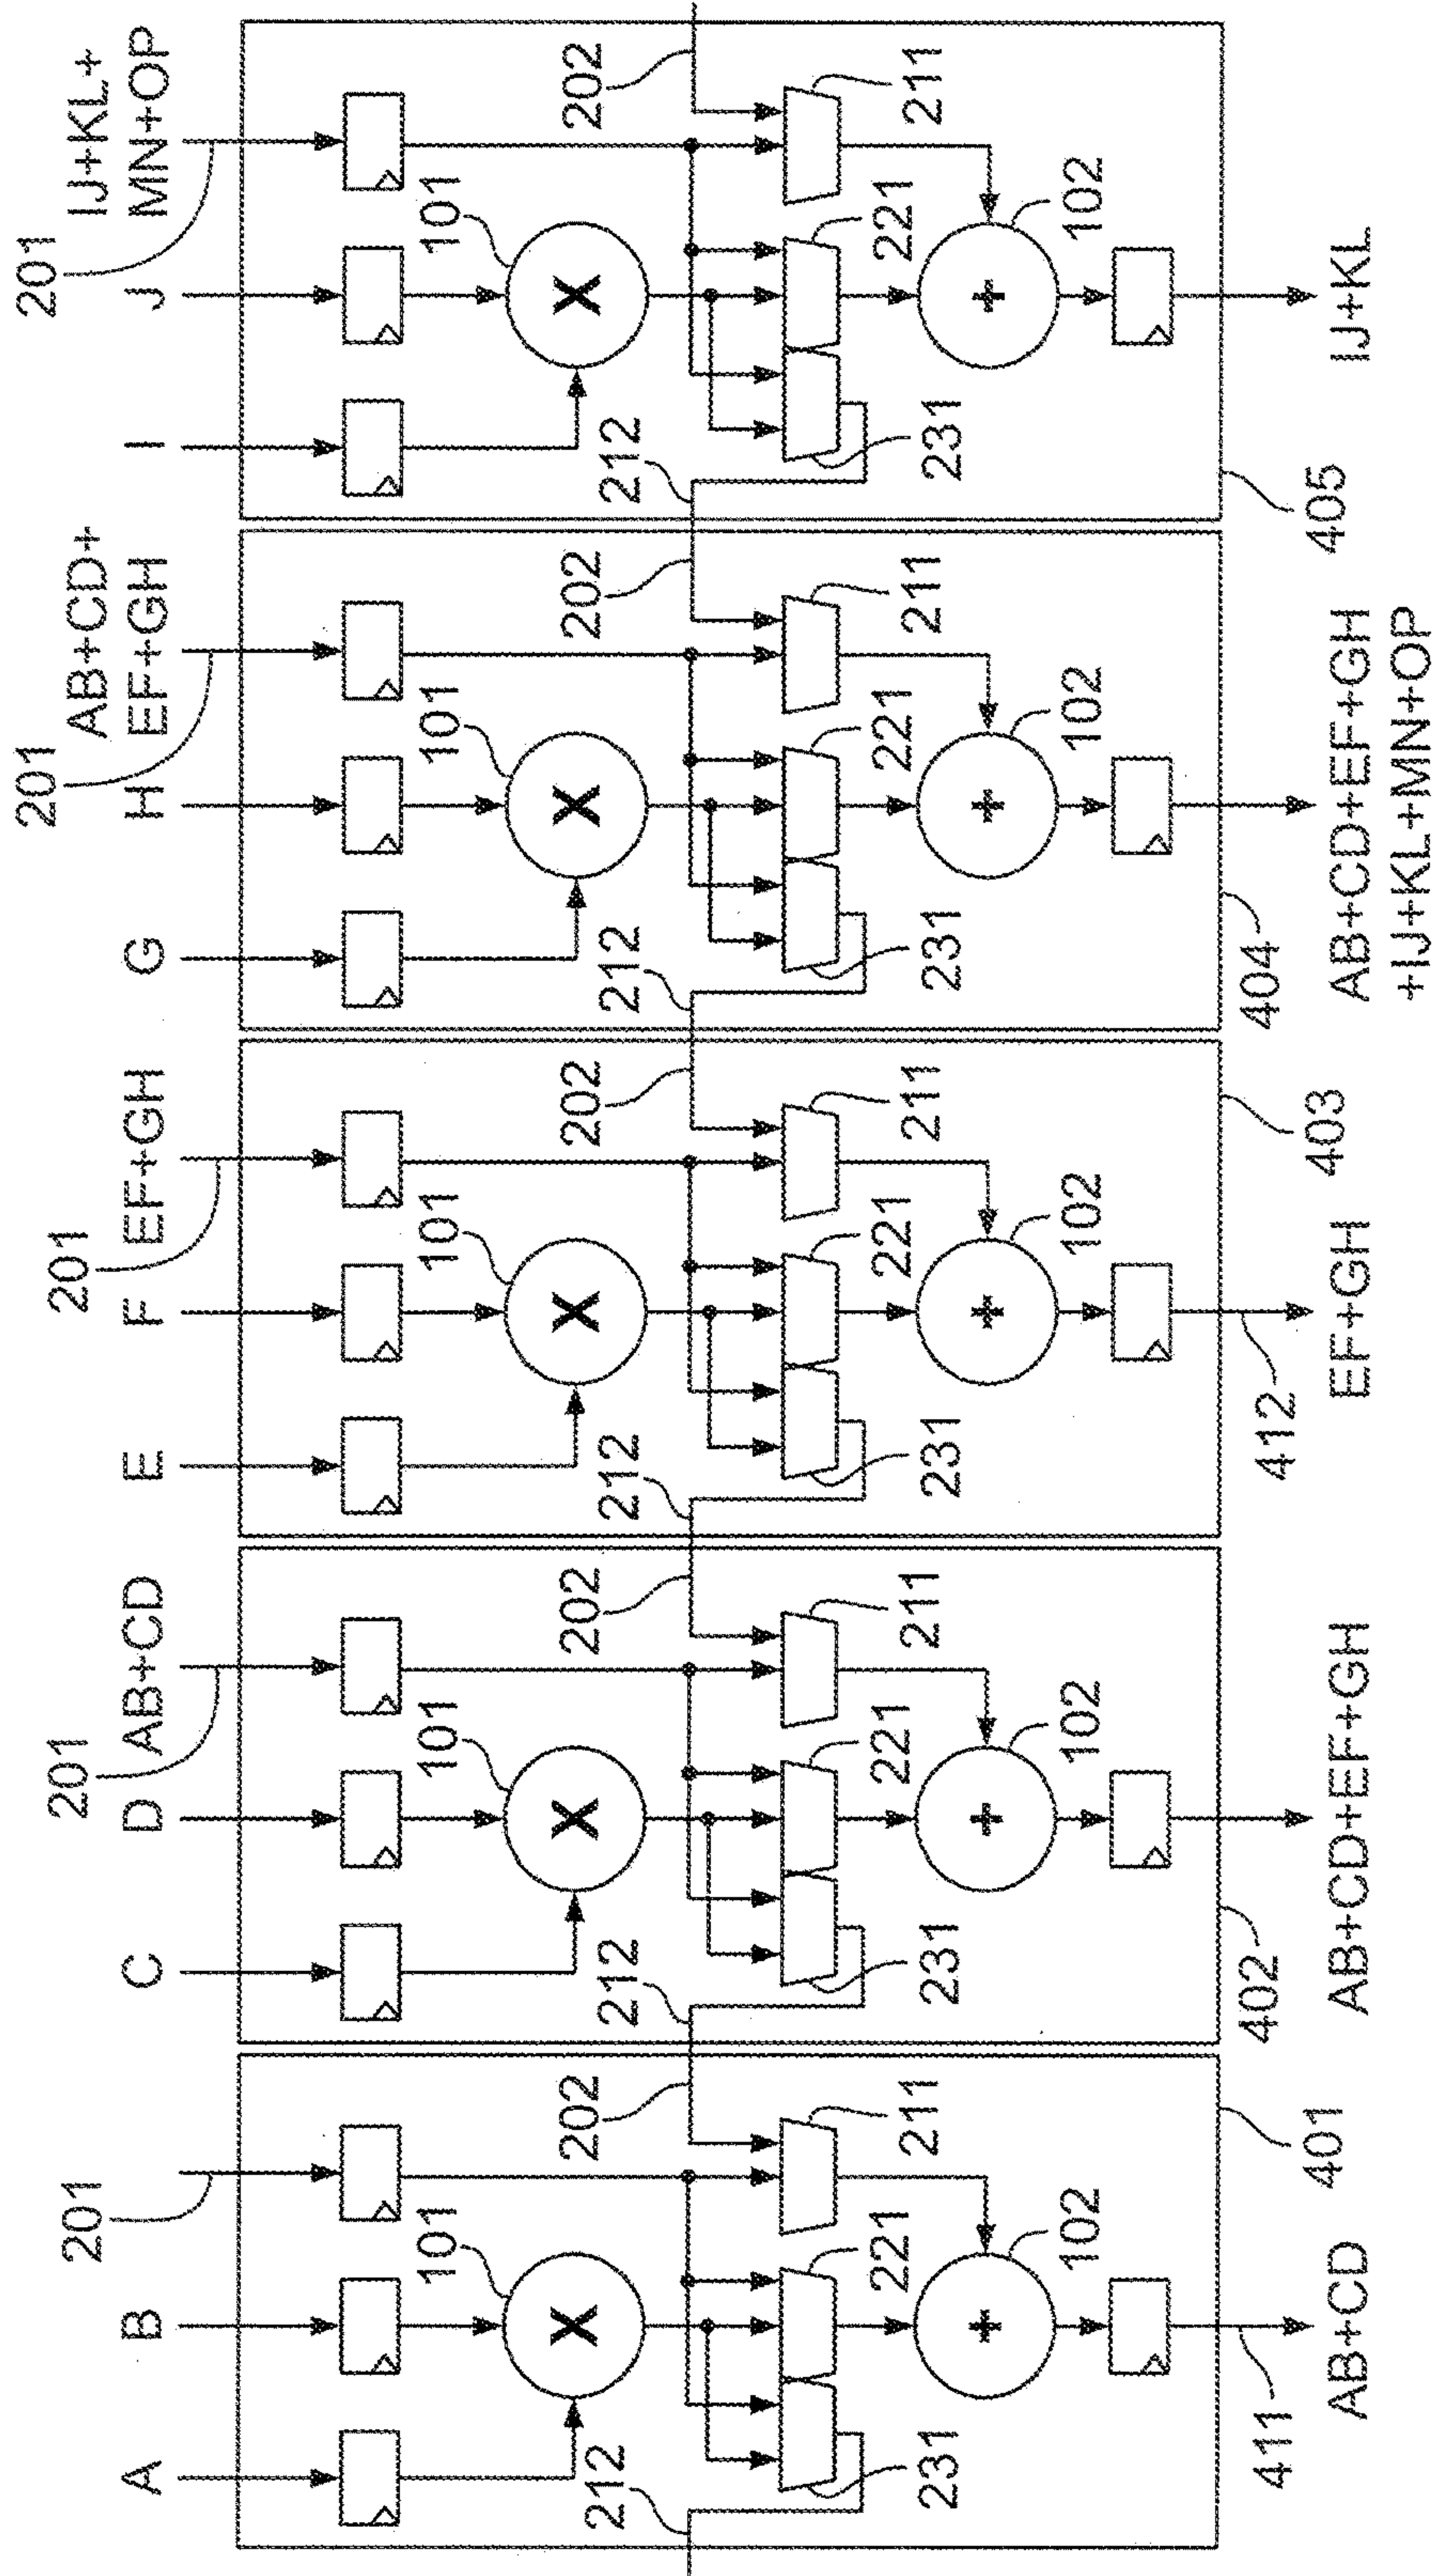 201
201
201
201
201
AB+CD+
IJ+KL+
A B C D AB+CD E F EF+GH G H EF+GH I J MN+OP
101 101 101 101 101
X X X X X
202 202 202 202 202
212 212 212 212 212
221 211 221 211 221 211 221 211 221 211
231 231 231 231 231
+ + + + +
102 102 102 102 102
411 401 402 412 403 404 405
AB+CD AB+CD+EF+GH EF+GH AB+CD+EF+GH IJ+KL
+IJ+KL+MN+OP